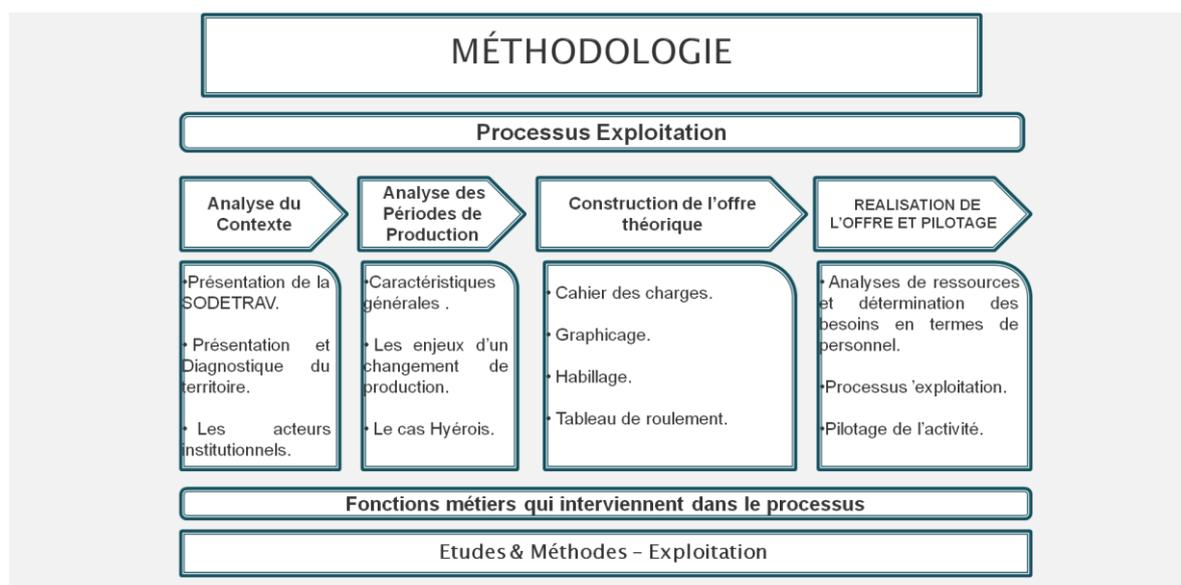 MÉTHODOLOGIE
Processus Exploitation
Analyse du
Contexte
Analyse des
Périodes de
Production
Construction de l’offre
théorique
REALISATION DE
L’OFFRE ET PILOTAGE
•Présentation de la
SODETRAV.
• Présentation et
Diagnostique du
territoire.
• Les acteurs
institutionnels.
•Caractéristiques
générales .
• Les enjeux d’un
changement de
production.
• Le cas Hyérois.
• Cahier des charges.
• Graphicage.
• Habillage.
• Tableau de roulement.
• Analyses de ressources
et détermination des
besoins en termes de
personnel.
•Processus ’exploitation.
•Pilotage de l’activité.
Fonctions métiers qui interviennent dans le processus
Etudes & Méthodes – Exploitation